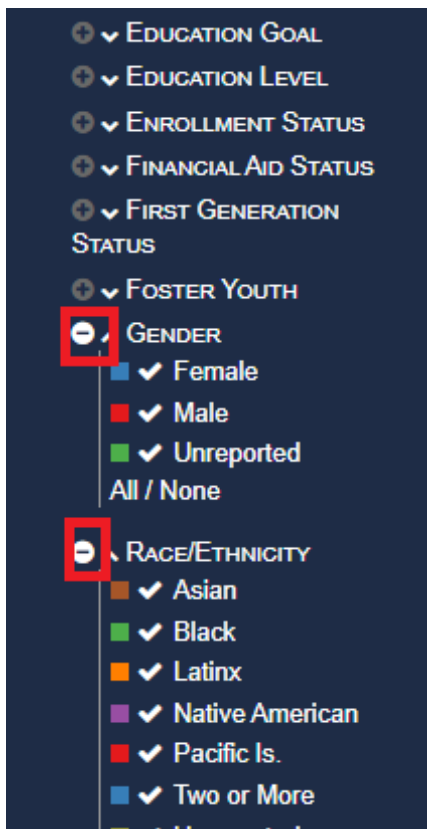 EDUCATION GOAL
EDUCATION LEVEL
ENROLLMENT STATUS
FINANCIAL AID STATUS
FIRST GENERATION
STATUS
FOSTER YOUTH
GENDER
Female
Male
Unreported
All / None
RACE/ETHNICITY
Asian
Black
Latinx
Native American
Pacific Is.
Two or More